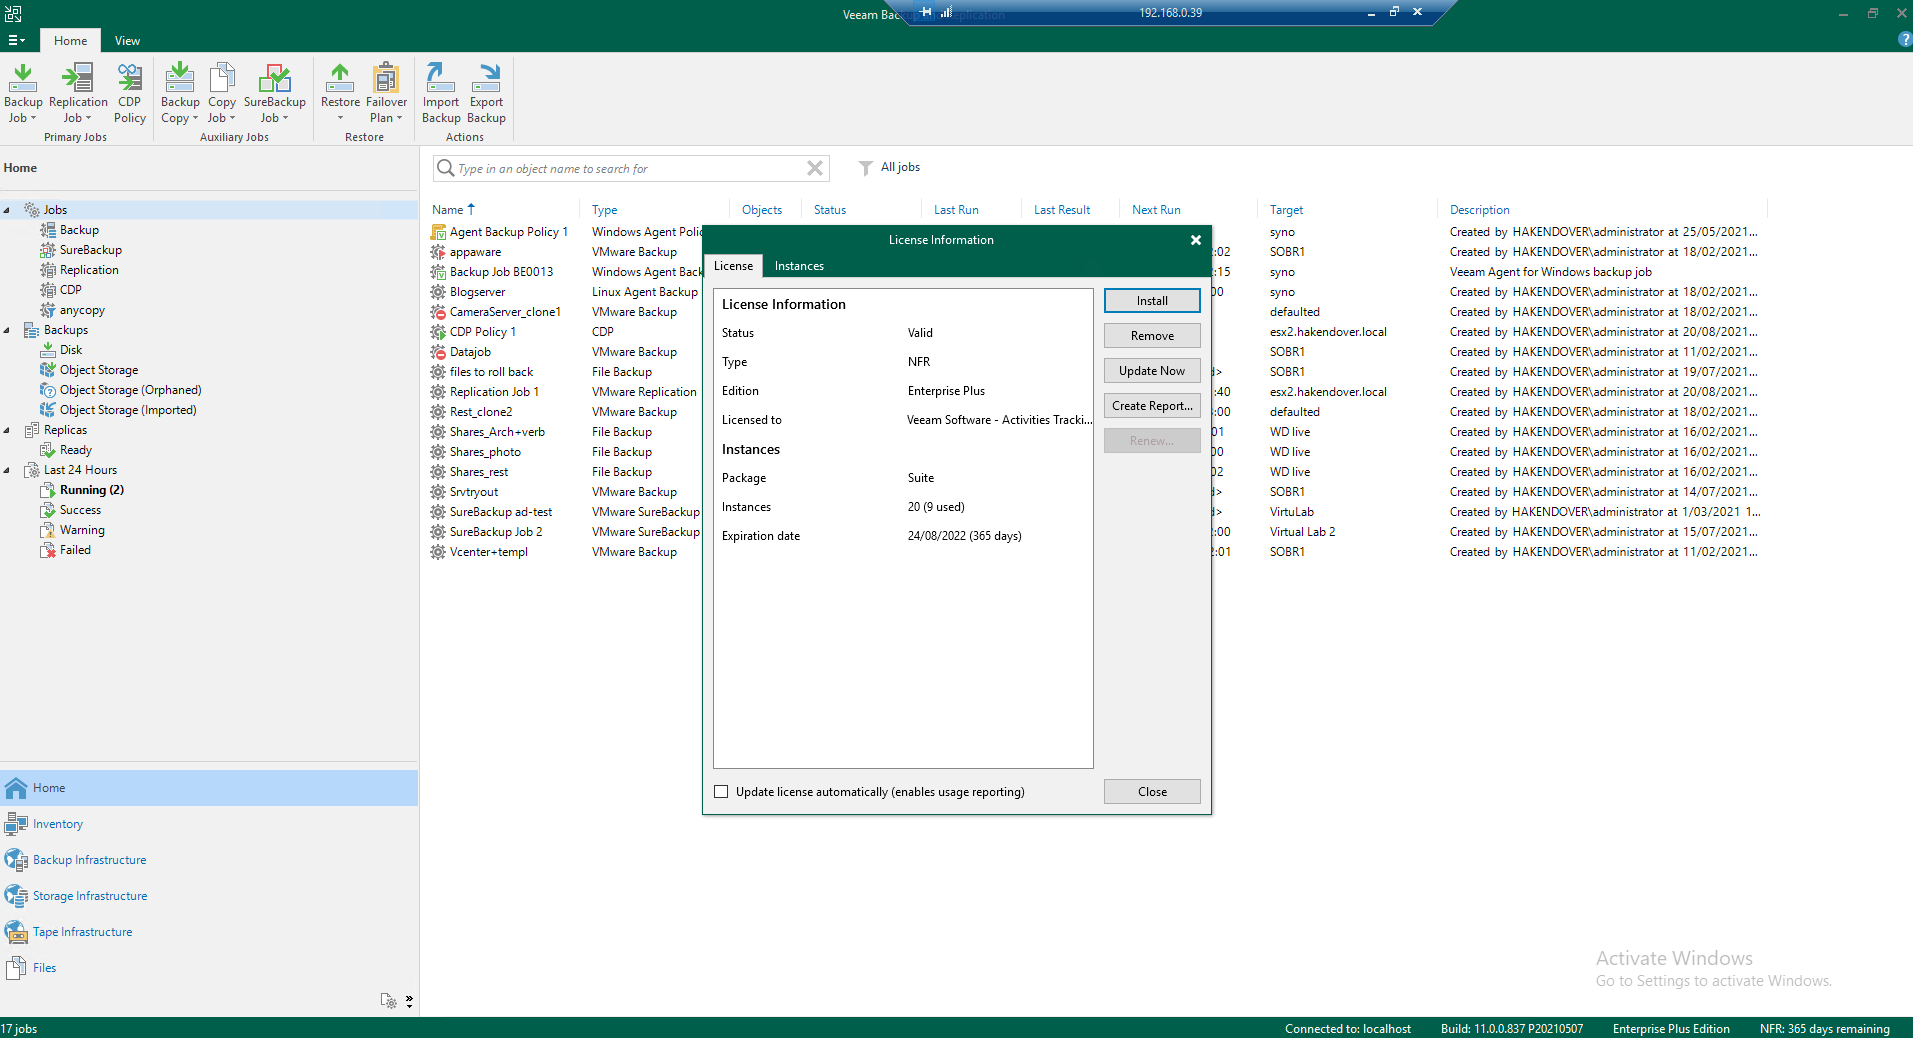 Veeam Backup and Replication
192.168.0.39
Home View
Backup Job
Replication Job
CDP Policy
Primary Jobs
Backup Copy
Copy Job
SureBackup Job
Auxiliary Jobs
Restore
Failover Plan
Restore
Import Backup
Export Backup
Actions
Home
Jobs
Backup
SureBackup
Replication
CDP
anycopy
Backups
Disk
Object Storage
Object Storage (Orphaned)
Object Storage (Imported)
Replicas
Ready
Last 24 Hours
Running (2)
Success
Warning
Failed
Home
Inventory
Backup Infrastructure
Storage Infrastructure
Tape Infrastructure
Files
Type in an object name to search for
All jobs
Name Type Objects Status Last Run Last Result Next Run Target Description
Agent Backup Policy 1 Windows Agent Polic syno Created by HAKENDOVER\administrator at 25/05/2021...
appaware VMware Backup :02 SOBR1 Created by HAKENDOVER\administrator at 18/02/2021...
Backup Job BE0013 Windows Agent Back :15 syno Veeam Agent for Windows backup job
Blogserver Linux Agent Backup 00 syno Created by HAKENDOVER\administrator at 18/02/2021...
CameraServer_clone1 VMware Backup defaulted Created by HAKENDOVER\administrator at 18/02/2021...
CDP Policy 1 CDP esx2.hakendover.local Created by HAKENDOVER\administrator at 20/08/2021...
Datajob VMware Backup SOBR1 Created by HAKENDOVER\administrator at 11/02/2021...
files to roll back File Backup > SOBR1 Created by HAKENDOVER\administrator at 19/07/2021...
Replication Job 1 VMware Replication :40 esx2.hakendover.local Created by HAKENDOVER\administrator at 20/08/2021...
Rest_clone2 VMware Backup :00 defaulted Created by HAKENDOVER\administrator at 18/02/2021...
Shares_Arch+verb File Backup 01 WD live Created by HAKENDOVER\administrator at 16/02/2021...
Shares_photo File Backup 00 WD live Created by HAKENDOVER\administrator at 16/02/2021...
Shares_rest File Backup 02 WD live Created by HAKENDOVER\administrator at 16/02/2021...
Srvtryout VMware Backup > SOBR1 Created by HAKENDOVER\administrator at 14/07/2021...
SureBackup ad-test VMware SureBackup > VirtuLab Created by HAKENDOVER\administrator at 1/03/2021 1...
SureBackup Job 2 VMware SureBackup :00 Virtual Lab 2 Created by HAKENDOVER\administrator at 15/07/2021...
Vcenter+templ VMware Backup :01 SOBR1 Created by HAKENDOVER\administrator at 11/02/2021...
License Information
License Instances
License Information
Status Valid
Type NFR
Edition Enterprise Plus
Licensed to Veeam Software - Activities Tracki...
Instances
Package Suite
Instances 20 (9 used)
Expiration date 24/08/2022 (365 days)
Install
Remove
Update Now
Create Report...
Renew...
Update license automatically (enables usage reporting)
Close
Activate Windows
Go to Settings to activate Windows.
17 jobs Connected to: localhost Build: 11.0.0.837 P20210507 Enterprise Plus Edition NFR: 365 days remaining